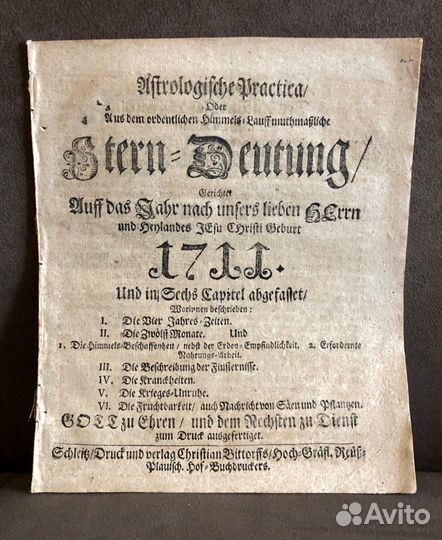 Astrologische Practica/
Oder
Aus dem ordentlichen Himmels-Lauff muthmaßliche
Stern-Deutung/
Gerichtet
Auff das Jahr nach unsers lieben HErrn
und Heylandes JEsu CHristi Geburt
1711.
Und in Sechs Capitel abgefasset/
Worinnen beschrieben:
I. Die Vier Jahres-Zeiten.
II. Die Zwölff Monate. Und
1. Die Himmels-Beschaffenheit / nebst der Erden-Empfindlichkeit. 2. Erfordernte
Nahrungs-Arbeit.
III. Die Beschreibung der Finsternisse.
IV. Die Kranckheiten.
V. Die Krieges-Unruhe.
VI. Die Fruchtbarkeit / auch Nachricht von Säen und Pflantzen.
GOTT zu Ehren / und dem Nechsten zu Dienst
zum Druck ausgefertiget.
Schleitz / Druck und verlag Christian Bittorffs / Hoch-Gräfl. Reüß-
Plauisch. Hof-Buchdruckers.
Avito